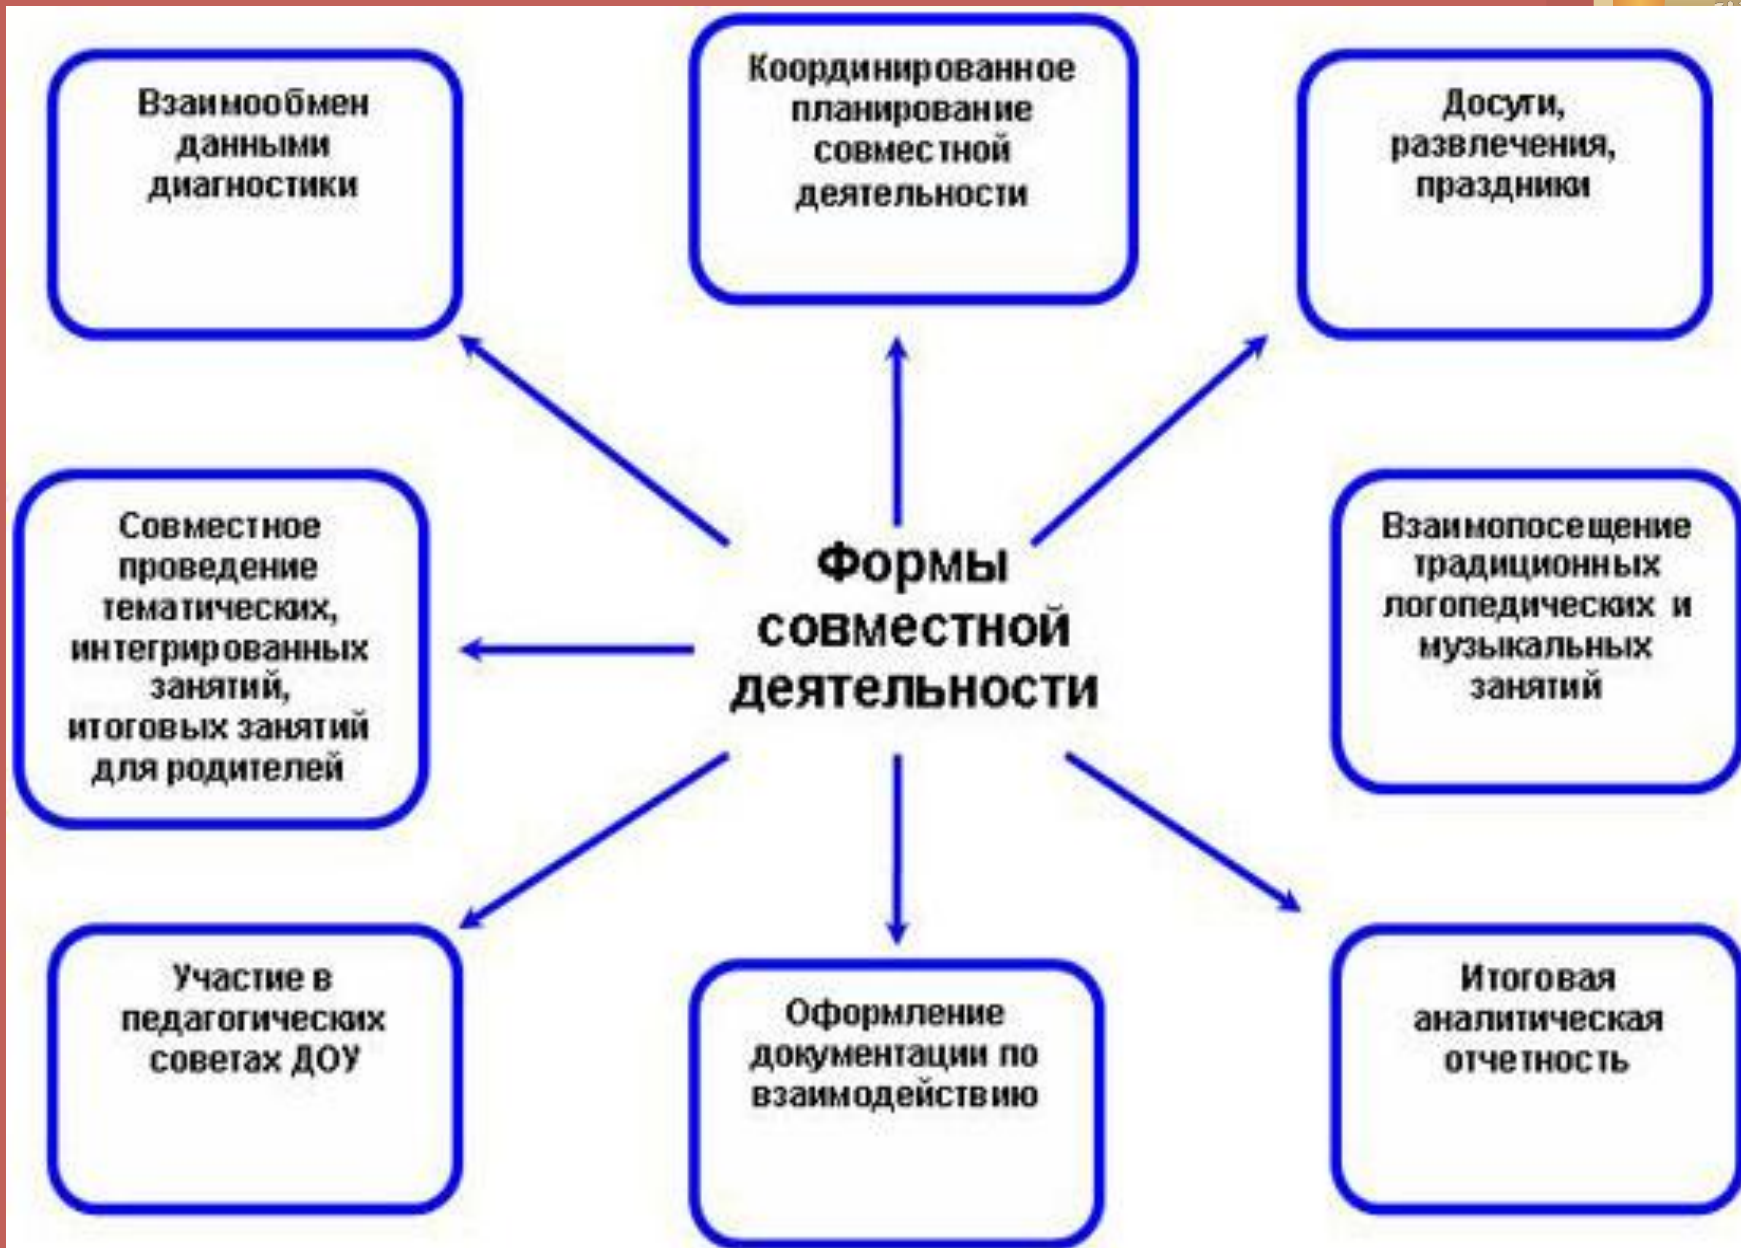 Взаимообмен
данными
диагностики
Координированное
планирование
совместной
деятельности
Досуги,
развлечения,
праздники
Совместное
проведение
тематических,
интегрированных
занятий,
итоговых занятий
для родителей
Формы
совместной
деятельности
Взаимопосещение
традиционных
логопедических и
музыкальных
занятий
Участие в
педагогических
советах ДОУ
Оформление
документации по
взаимодействию
Итоговая
аналитическая
отчетность